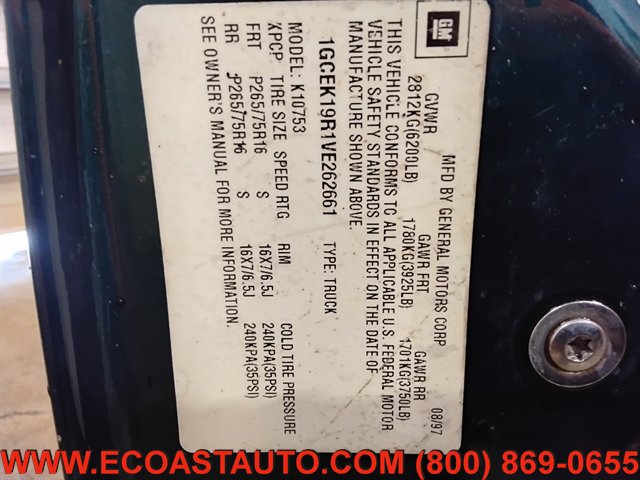 GM
MFD BY GENERAL MOTORS CORP 08/97
GVWR GAWR FRT GAWR RR
2812KG(6200LB) 1780KG(3925LB) 1701KG(3750LB)
THIS VEHICLE CONFORMS TO ALL APPLICABLE U.S. FEDERAL MOTOR
VEHICLE SAFETY STANDARDS IN EFFECT ON THE DATE OF
MANUFACTURE SHOWN ABOVE.
1GCEK19R1VE262661 TYPE: TRUCK
MODEL: K10753
XPCP TIRE SIZE SPEED RTG RIM COLD TIRE PRESSURE
FRT P265/75R16 S 16X7/6.5J 240KPA(35PSI)
RR P265/75R16 S 16X7/6.5J 240KPA(35PSI)
SEE OWNER'S MANUAL FOR MORE INFORMATION.
WWW.ECOASTAUTO.COM (800) 869-0655